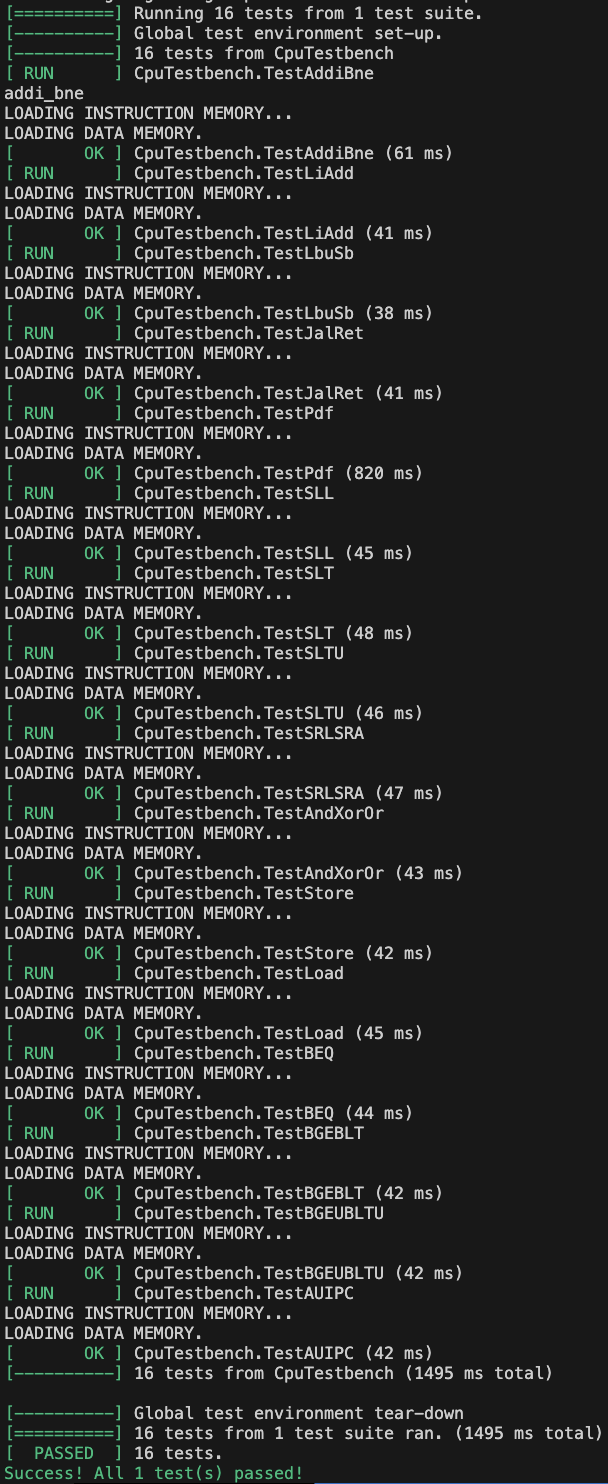 [==========] Running 16 tests from 1 test suite.
[----------] Global test environment set-up.
[----------] 16 tests from CpuTestbench
[ RUN      ] CpuTestbench.TestAddiBne
addi_bne
LOADING INSTRUCTION MEMORY...
LOADING DATA MEMORY.
[       OK ] CpuTestbench.TestAddiBne (61 ms)
[ RUN      ] CpuTestbench.TestLiAdd
LOADING INSTRUCTION MEMORY...
LOADING DATA MEMORY.
[       OK ] CpuTestbench.TestLiAdd (41 ms)
[ RUN      ] CpuTestbench.TestLbuSb
LOADING INSTRUCTION MEMORY...
LOADING DATA MEMORY.
[       OK ] CpuTestbench.TestLbuSb (38 ms)
[ RUN      ] CpuTestbench.TestJalRet
LOADING INSTRUCTION MEMORY...
LOADING DATA MEMORY.
[       OK ] CpuTestbench.TestJalRet (41 ms)
[ RUN      ] CpuTestbench.TestPdf
LOADING INSTRUCTION MEMORY...
LOADING DATA MEMORY.
[       OK ] CpuTestbench.TestPdf (820 ms)
[ RUN      ] CpuTestbench.TestSLL
LOADING INSTRUCTION MEMORY...
LOADING DATA MEMORY.
[       OK ] CpuTestbench.TestSLL (45 ms)
[ RUN      ] CpuTestbench.TestSLT
LOADING INSTRUCTION MEMORY...
LOADING DATA MEMORY.
[       OK ] CpuTestbench.TestSLT (48 ms)
[ RUN      ] CpuTestbench.TestSLTU
LOADING INSTRUCTION MEMORY...
LOADING DATA MEMORY.
[       OK ] CpuTestbench.TestSLTU (46 ms)
[ RUN      ] CpuTestbench.TestSRLSRA
LOADING INSTRUCTION MEMORY...
LOADING DATA MEMORY.
[       OK ] CpuTestbench.TestSRLSRA (47 ms)
[ RUN      ] CpuTestbench.TestAndXorOr
LOADING INSTRUCTION MEMORY...
LOADING DATA MEMORY.
[       OK ] CpuTestbench.TestAndXorOr (43 ms)
[ RUN      ] CpuTestbench.TestStore
LOADING INSTRUCTION MEMORY...
LOADING DATA MEMORY.
[       OK ] CpuTestbench.TestStore (42 ms)
[ RUN      ] CpuTestbench.TestLoad
LOADING INSTRUCTION MEMORY...
LOADING DATA MEMORY.
[       OK ] CpuTestbench.TestLoad (45 ms)
[ RUN      ] CpuTestbench.TestBEQ
LOADING INSTRUCTION MEMORY...
LOADING DATA MEMORY.
[       OK ] CpuTestbench.TestBEQ (44 ms)
[ RUN      ] CpuTestbench.TestBGEBLT
LOADING INSTRUCTION MEMORY...
LOADING DATA MEMORY.
[       OK ] CpuTestbench.TestBGEBLT (42 ms)
[ RUN      ] CpuTestbench.TestBGEUBLTU
LOADING INSTRUCTION MEMORY...
LOADING DATA MEMORY.
[       OK ] CpuTestbench.TestBGEUBLTU (42 ms)
[ RUN      ] CpuTestbench.TestAUIPC
LOADING INSTRUCTION MEMORY...
LOADING DATA MEMORY.
[       OK ] CpuTestbench.TestAUIPC (42 ms)
[----------] 16 tests from CpuTestbench (1495 ms total)

[----------] Global test environment tear-down
[==========] 16 tests from 1 test suite ran. (1495 ms total)
[  PASSED  ] 16 tests.
Success! All 1 test(s) passed!